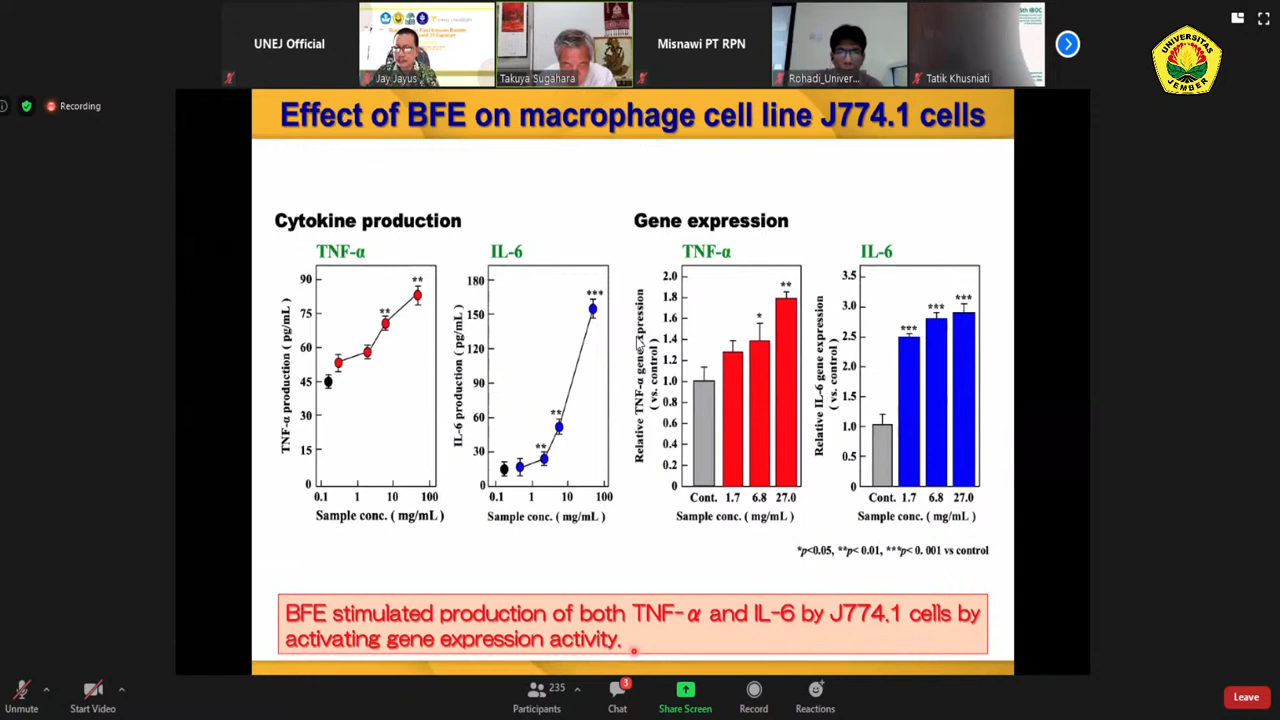 UNEJ Official
Jay Jayus
Takuya Sugahara
Misnawi PT RPN
Rohadi_Univer...
Tatik Khusniati
UNIVERSITAS
JEMBER
Recording
Effect of BFE on macrophage cell line J774.1 cells
Cytokine production
Gene expression
TNF-α
IL-6
TNF-α
IL-6
TNF-α production ( pg/mL )
90
75
60
45
30
15
0
0.1 1 10 100
Sample conc. ( mg/mL )
** **
IL-6 production ( pg/mL )
180
150
120
90
60
30
0
0.1 1 10 100
Sample conc. ( mg/mL )
** ** ***
Relative TNF-α gene expression
( vs. control )
2.0
1.8
1.6
1.4
1.2
1.0
0.8
0.6
0.4
0.2
0
Cont. 1.7 6.8 27.0
Sample conc. ( mg/mL )
* **
Relative IL-6 gene expression
( vs. control )
3.5
3.0
2.5
2.0
1.5
1.0
0.5
0
Cont. 1.7 6.8 27.0
Sample conc. ( mg/mL )
*** *** ***
*p<0.05, **p< 0.01, ***p< 0. 001 vs control
BFE stimulated production of both TNF-α and IL-6 by J774.1 cells by
activating gene expression activity.
Unmute
Start Video
235
Participants
3
Chat
Share Screen
Record
Reactions
Leave